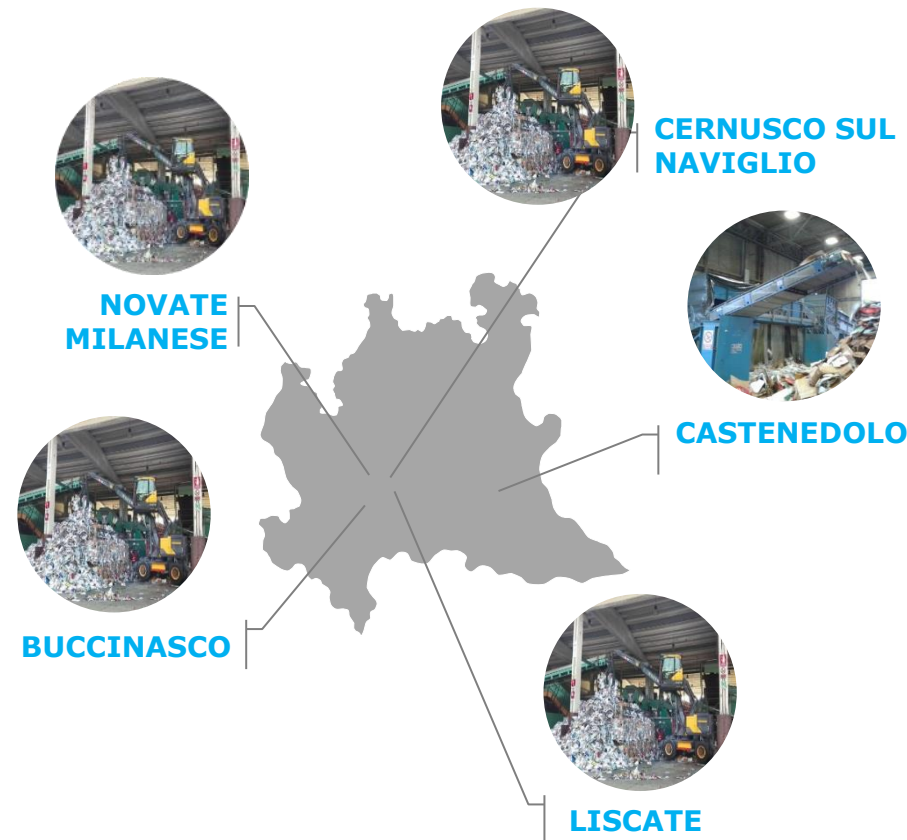 CERNUSCO SUL
NAVIGLIO
NOVATE
MILANESE
CASTENEDOLO
BUCCINASCO
LISCATE